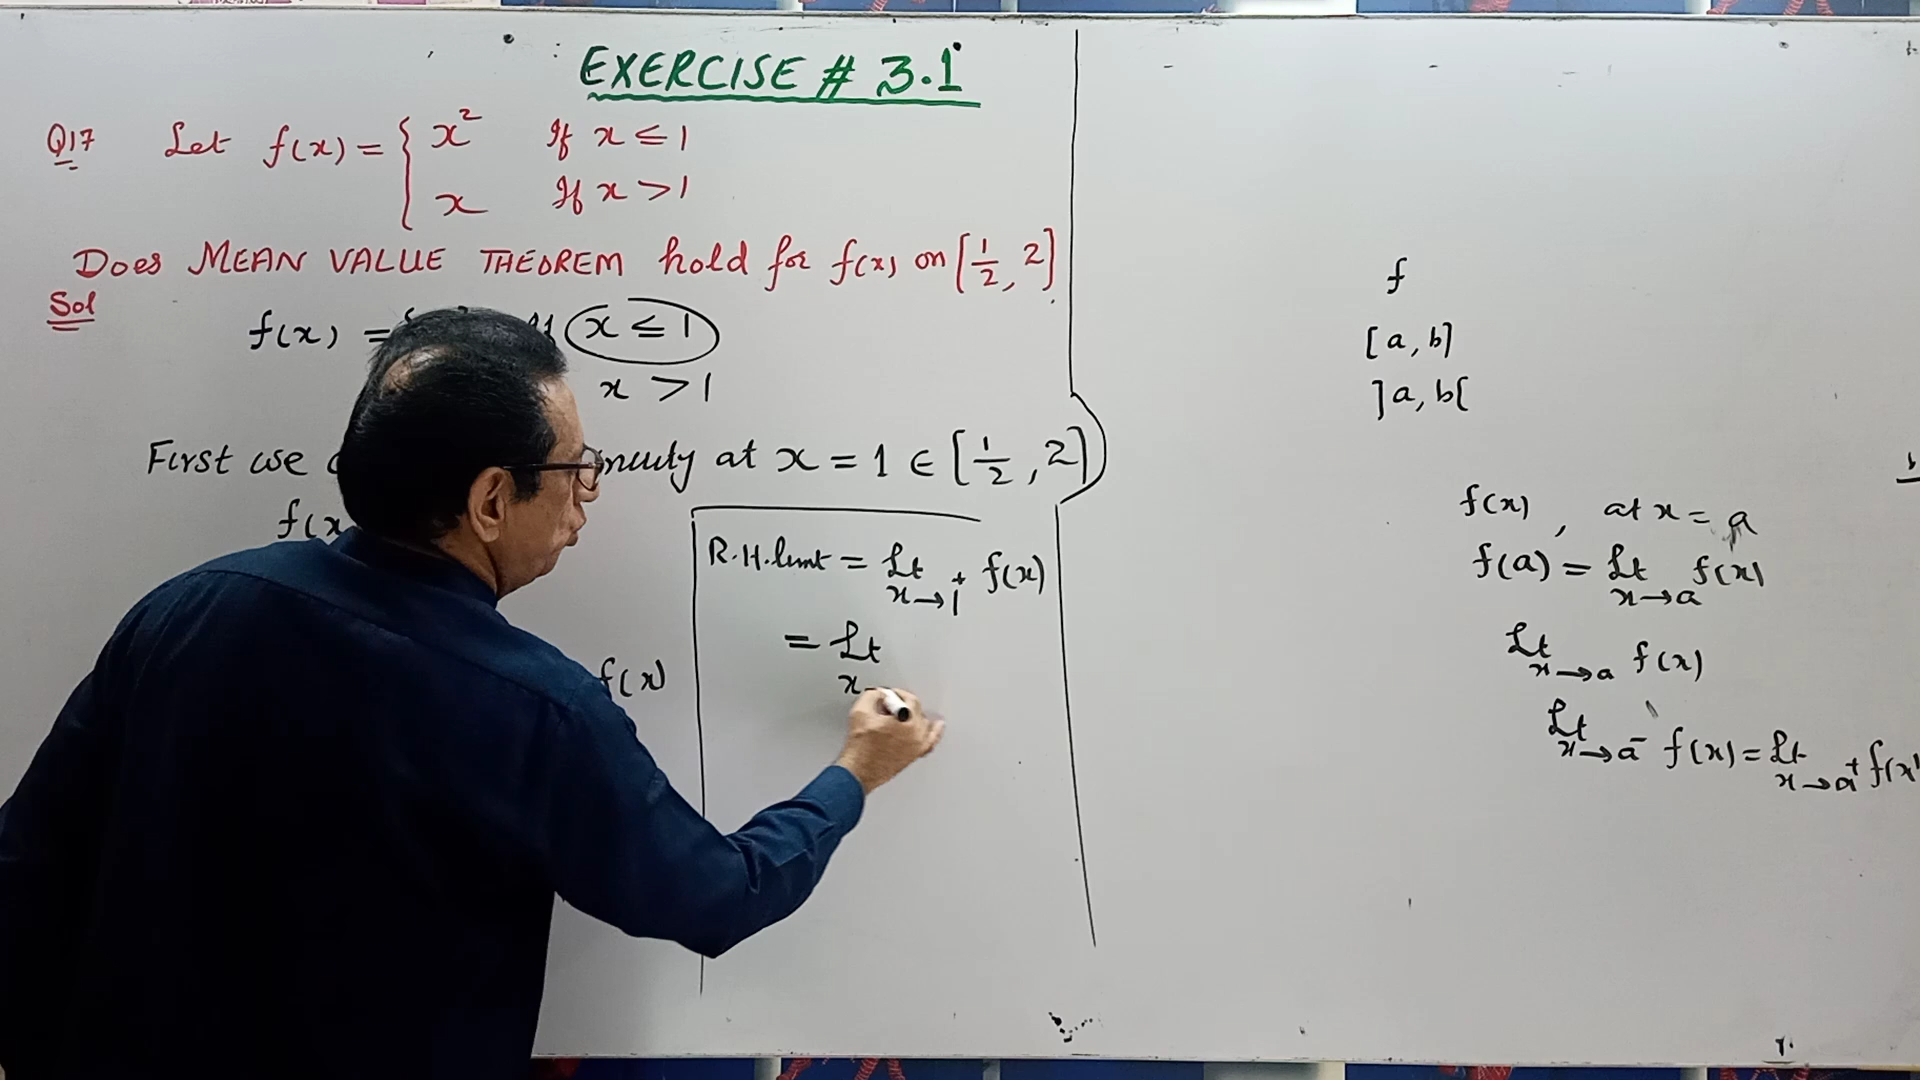 EXERCISE # 3.1
Q17 Let f(x) = { x² If x ≤ 1
x If x > 1
DOES MEAN VALUE THEOREM hold for f(x) on [1/2, 2]
Sol
f(x) = x ≤ 1
x > 1
First we at x = 1 ∈ [1/2, 2]
f(x
R.H.limt = Lt x→1⁺ f(x)
= Lt
x
f(x)
f
[a, b]
]a, b[
f(x), at x = a
f(a) = Lt x→a f(x)
Lt x→a f(x)
Lt x→a⁻ f(x) = Lt x→a⁺ f(x)